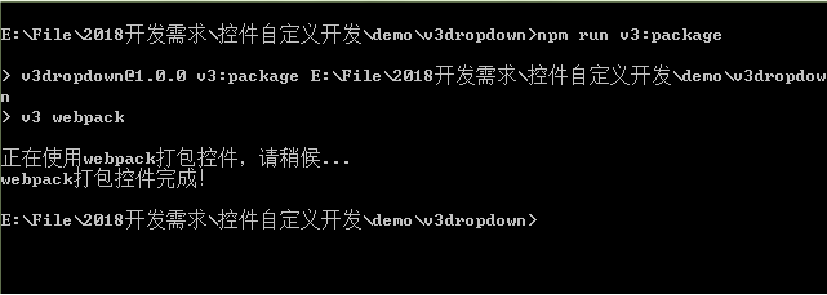 E:\File\2018开发需求\控件自定义开发\demo\v3dropdown>npm run v3:package
> v3dropdown@1.0.0 v3:package E:\File\2018开发需求\控件自定义开发\demo\v3dropdow
n
> v3 webpack
正在使用webpack打包控件，请稍候...
webpack打包控件完成!
E:\File\2018开发需求\控件自定义开发\demo\v3dropdown>